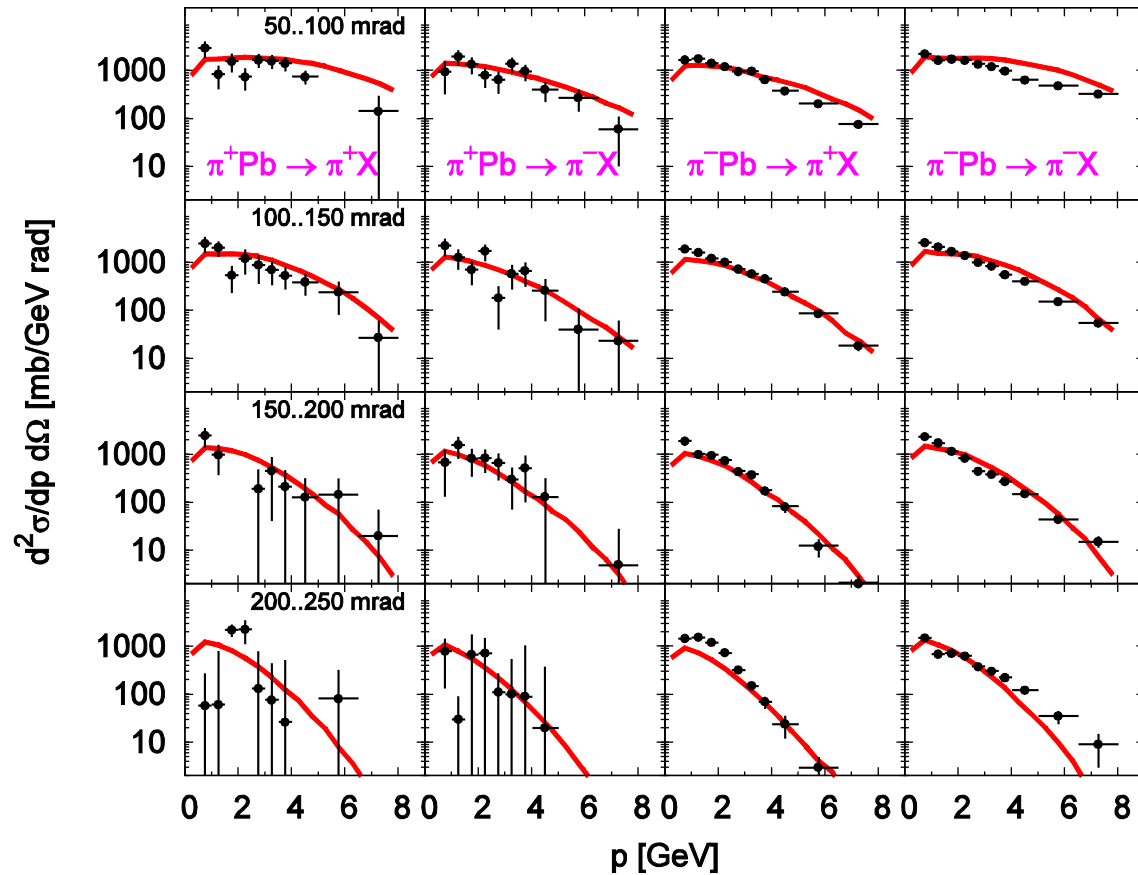 50..100 mrad
1000
100
10
π⁺Pb → π⁺X
π⁺Pb → π⁻X
π⁻Pb → π⁺X
π⁻Pb → π⁻X
100..150 mrad
1000
100
10
d²σ/dp dΩ [mb/GeV rad]
150..200 mrad
1000
100
10
200..250 mrad
1000
100
10
0 2 4 6 8 0 2 4 6 8 0 2 4 6 8 0 2 4 6 8
p [GeV]